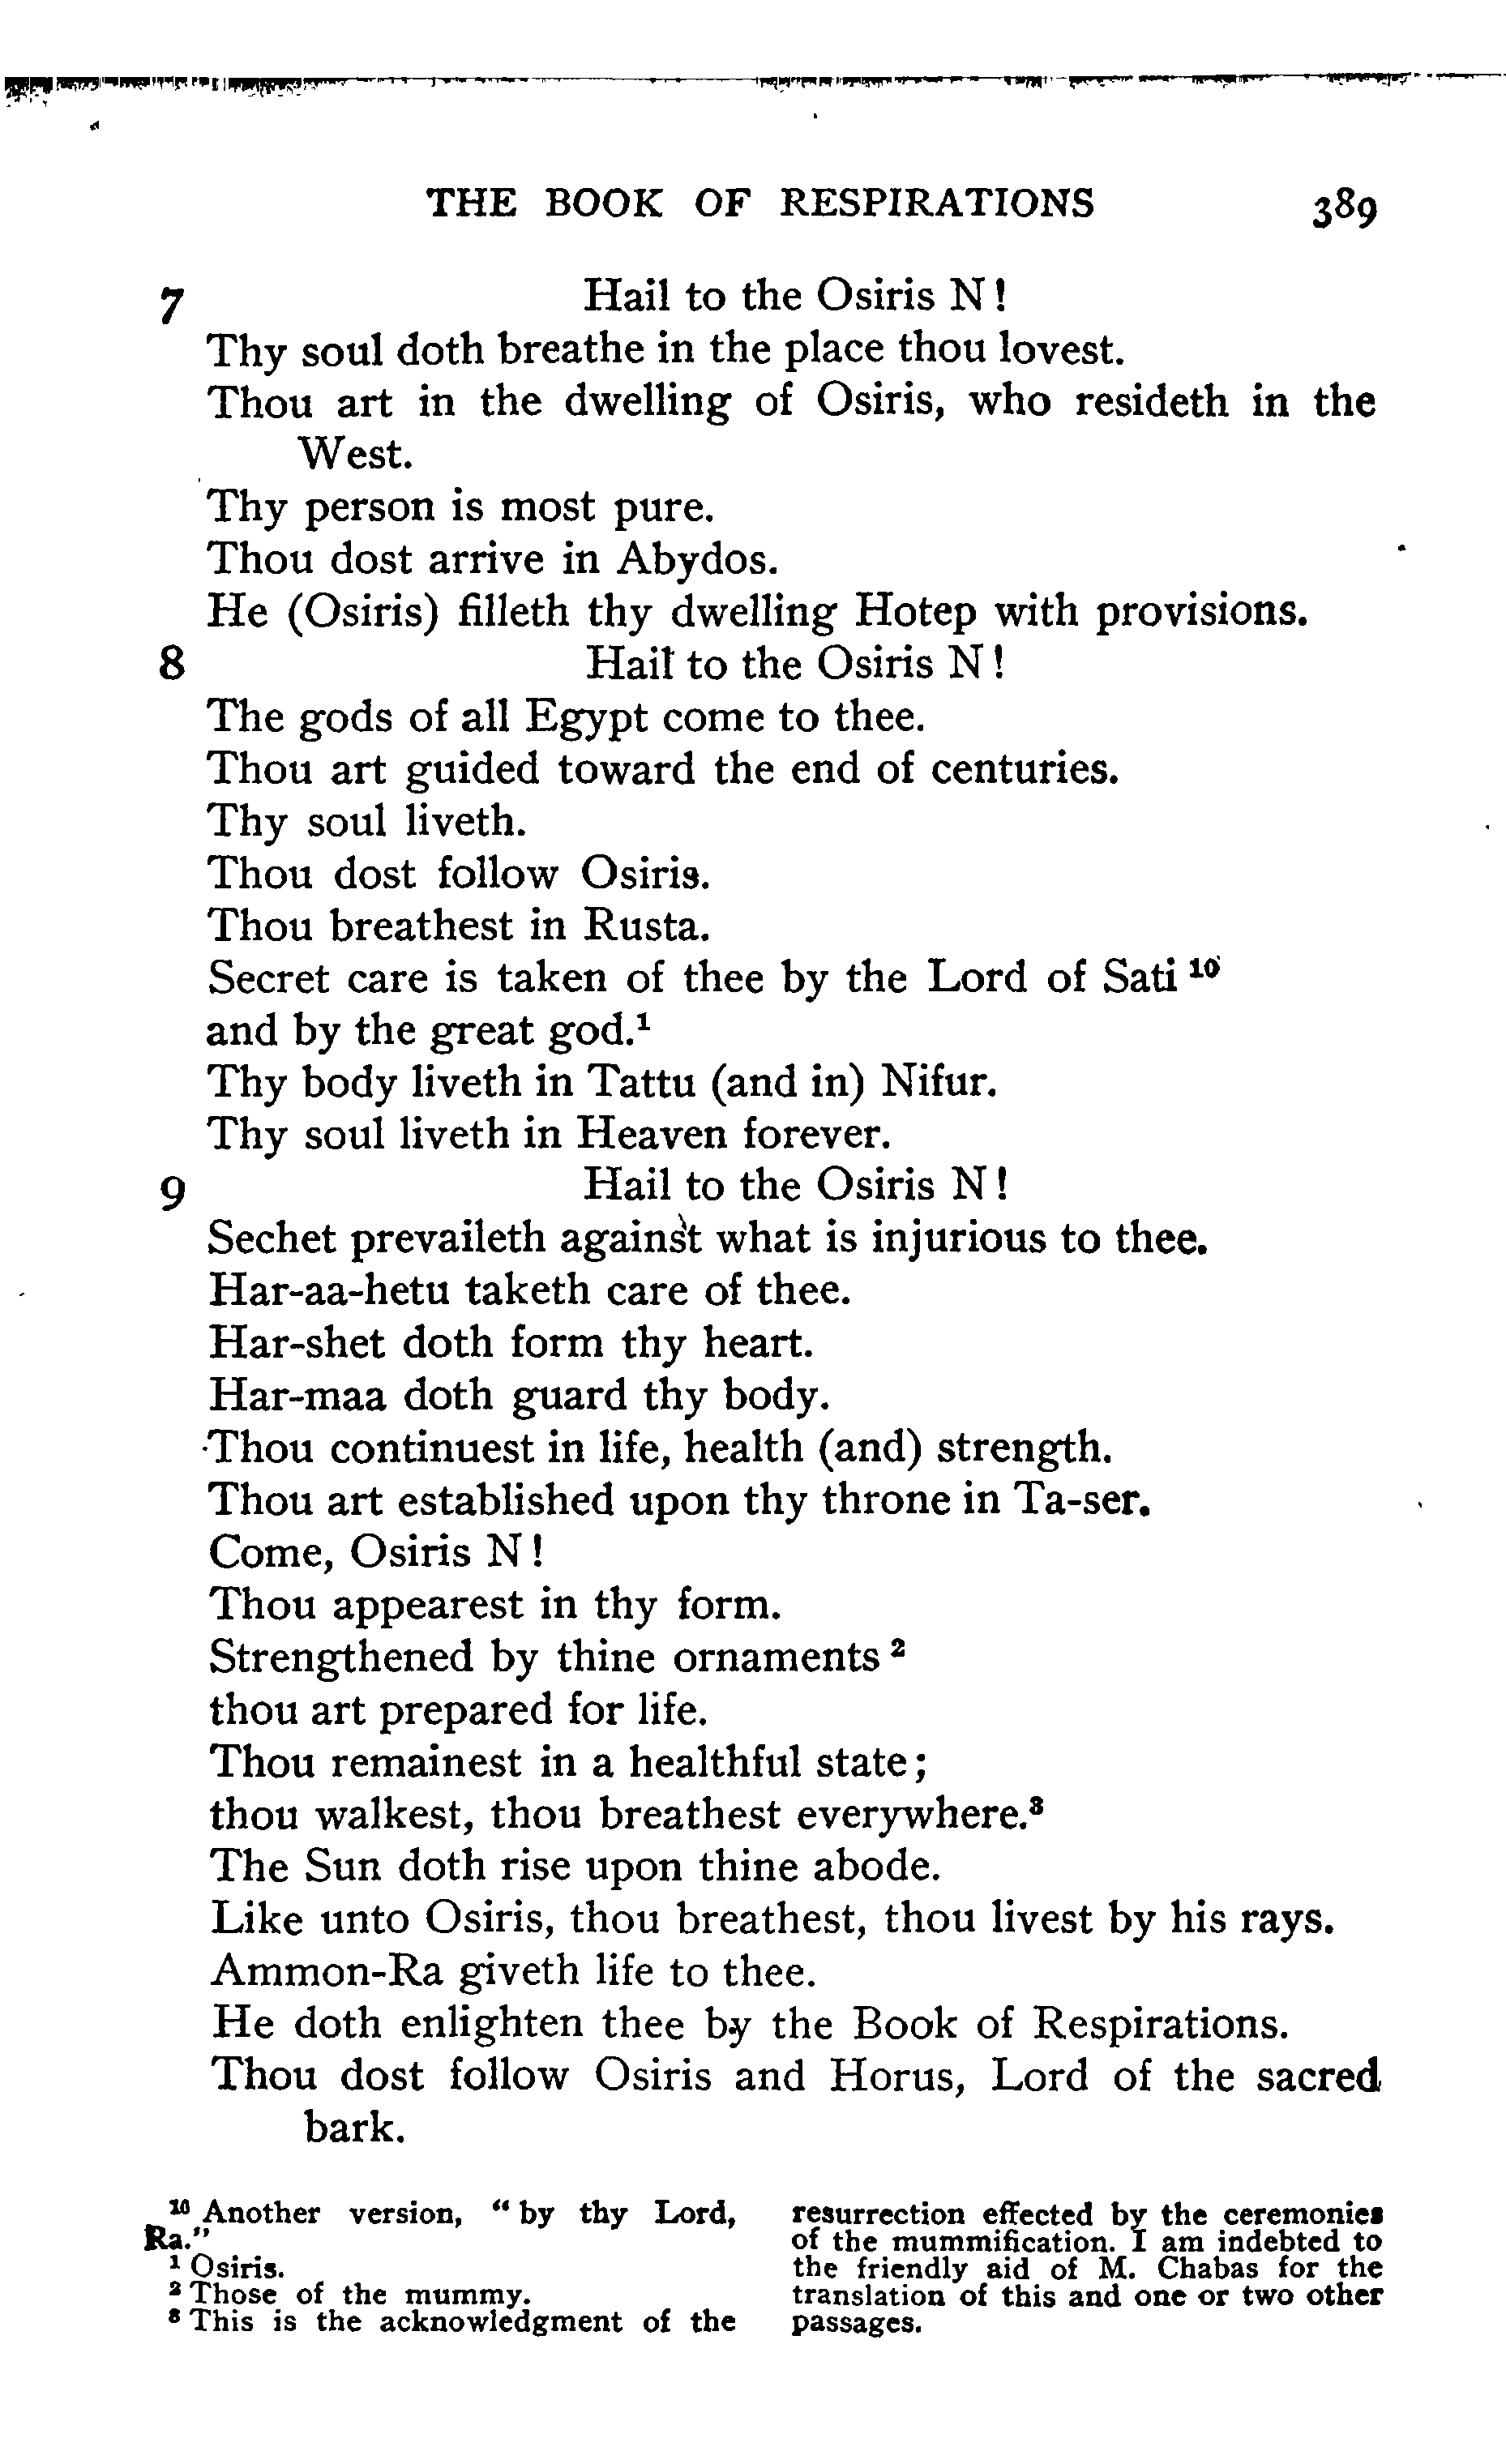 THE BOOK OF RESPIRATIONS 389
7 Hail to the Osiris N!
Thy soul doth breathe in the place thou lovest.
Thou art in the dwelling of Osiris, who resideth in the
West.
Thy person is most pure.
Thou dost arrive in Abydos.
He (Osiris) filleth thy dwelling Hotep with provisions.
8 Hail to the Osiris N!
The gods of all Egypt come to thee.
Thou art guided toward the end of centuries.
Thy soul liveth.
Thou dost follow Osiris.
Thou breathest in Rusta.
Secret care is taken of thee by the Lord of Sati ¹⁰
and by the great god.¹
Thy body liveth in Tattu (and in) Nifur.
Thy soul liveth in Heaven forever.
9 Hail to the Osiris N!
Sechet prevaileth against what is injurious to thee.
Har-aa-hetu taketh care of thee.
Har-shet doth form thy heart.
Har-maa doth guard thy body.
Thou continuest in life, health (and) strength.
Thou art established upon thy throne in Ta-ser.
Come, Osiris N!
Thou appearest in thy form.
Strengthened by thine ornaments ²
thou art prepared for life.
Thou remainest in a healthful state;
thou walkest, thou breathest everywhere.³
The Sun doth rise upon thine abode.
Like unto Osiris, thou breathest, thou livest by his rays.
Ammon-Ra giveth life to thee.
He doth enlighten thee by the Book of Respirations.
Thou dost follow Osiris and Horus, Lord of the sacred
bark.
¹⁰ Another version, "by thy Lord,
Ra."
¹ Osiris.
² Those of the mummy.
³ This is the acknowledgment of the
resurrection effected by the ceremonies
of the mummification. I am indebted to
the friendly aid of M. Chabas for the
translation of this and one or two other
passages.